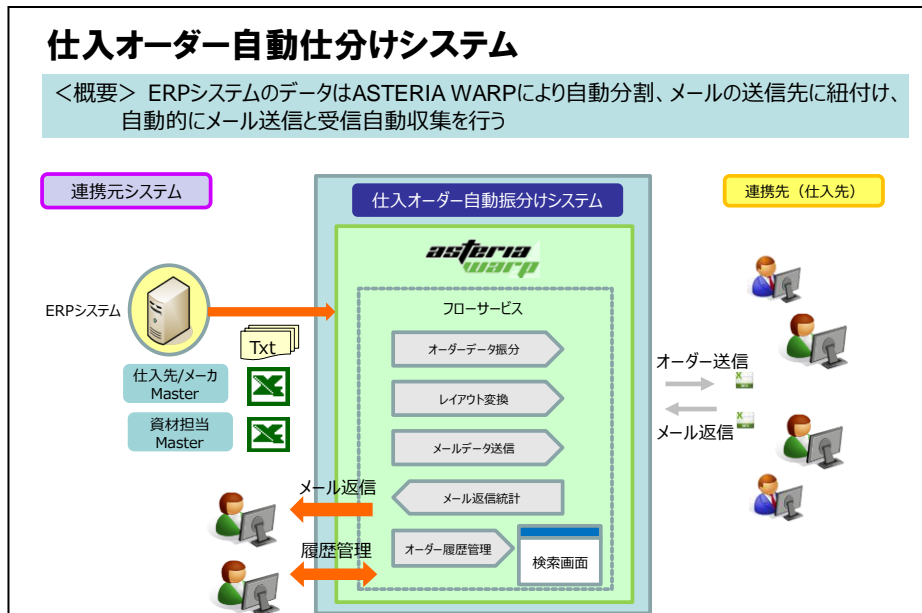 仕入オーダー自動仕分けシステム
＜概要＞ ERPシステムのデータはASTERIA WARPにより自動分割、メールの送信先に紐付け、
自動的にメール送信と受信自動収集を行う
連携元システム
仕入オーダー自動振分けシステム
連携先（仕入先）
asteria
warp
ERPシステム
フローサービス
Txt
オーダーデータ振分
仕入先/メーカ
Master
レイアウト変換
オーダー送信
資材担当
Master
メールデータ送信
メール返信
メール返信
メール返信統計
履歴管理
オーダー履歴管理
検索画面